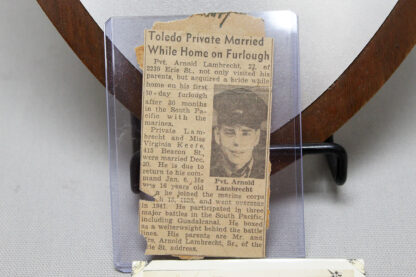 Toledo Private Married
While Home on Furlough
Pvt. Arnold Lambrecht, 22, of
2239 Erie St., not only visited his
parents, but acquired a bride while
home on his first
10-day furlough
after 30 months
in the South Pa-
cific with the
marines.
Private Lam-
brecht and Miss
Virginia Keefe,
415 Beacon St.,
were married Dec.
20. He is due to
return to his com-
mand Jan. 6. He
was 16 years old
he joined the marine corps
and went overseas
in 1941. He participated in three
major battles in the South Pacific,
including Guadalcanal. He boxed
as a welterweight behind the battle
lines. His parents are Mr. and
Mrs. Arnold Lambrecht, Sr., of the
St. address.
Pvt. Arnold
Lambrecht